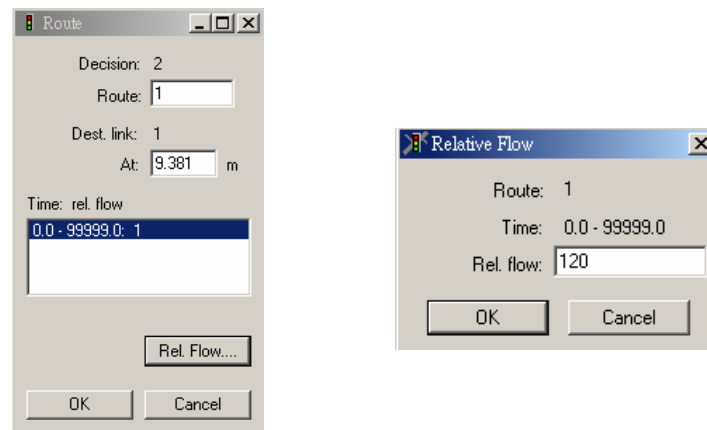 Route
Decision: 2
Route: 1
Dest. link: 1
At: 9.381 m
Time: rel. flow
0.0 - 99999.0: 1
Rel. Flow....
OK Cancel
Relative Flow
Route: 1
Time: 0.0 - 99999.0
Rel. flow: 120
OK Cancel